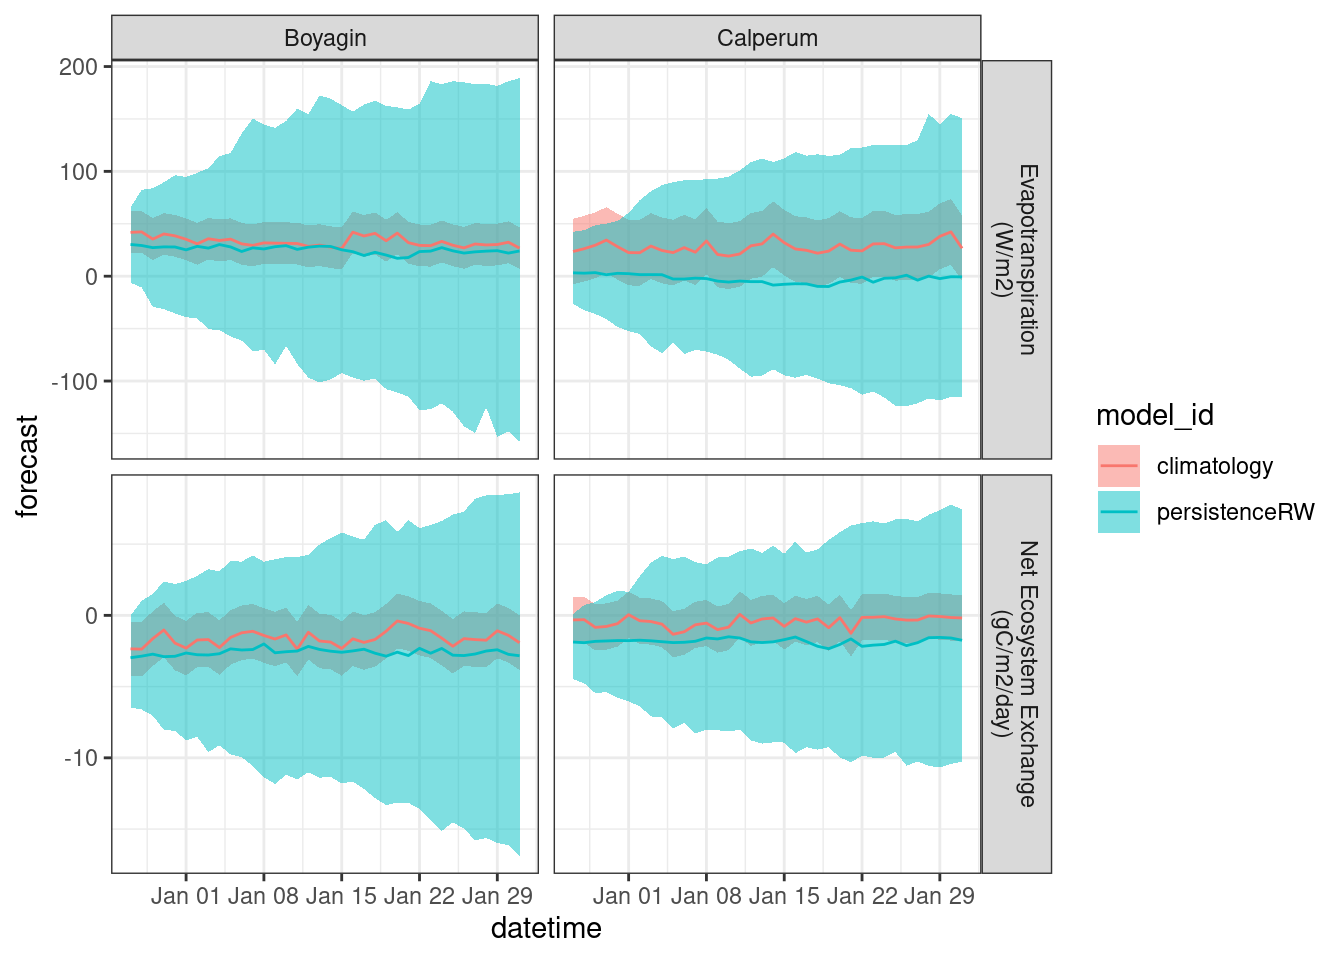 Boyagin
Calperum
200
100
0
-100
Evapotranspiration
(W/m2)
0
-10
Net Ecosystem Exchange
(gC/m2/day)
forecast
Jan 01 Jan 08 Jan 15 Jan 22 Jan 29
Jan 01 Jan 08 Jan 15 Jan 22 Jan 29
datetime
model_id
climatology
persistenceRW